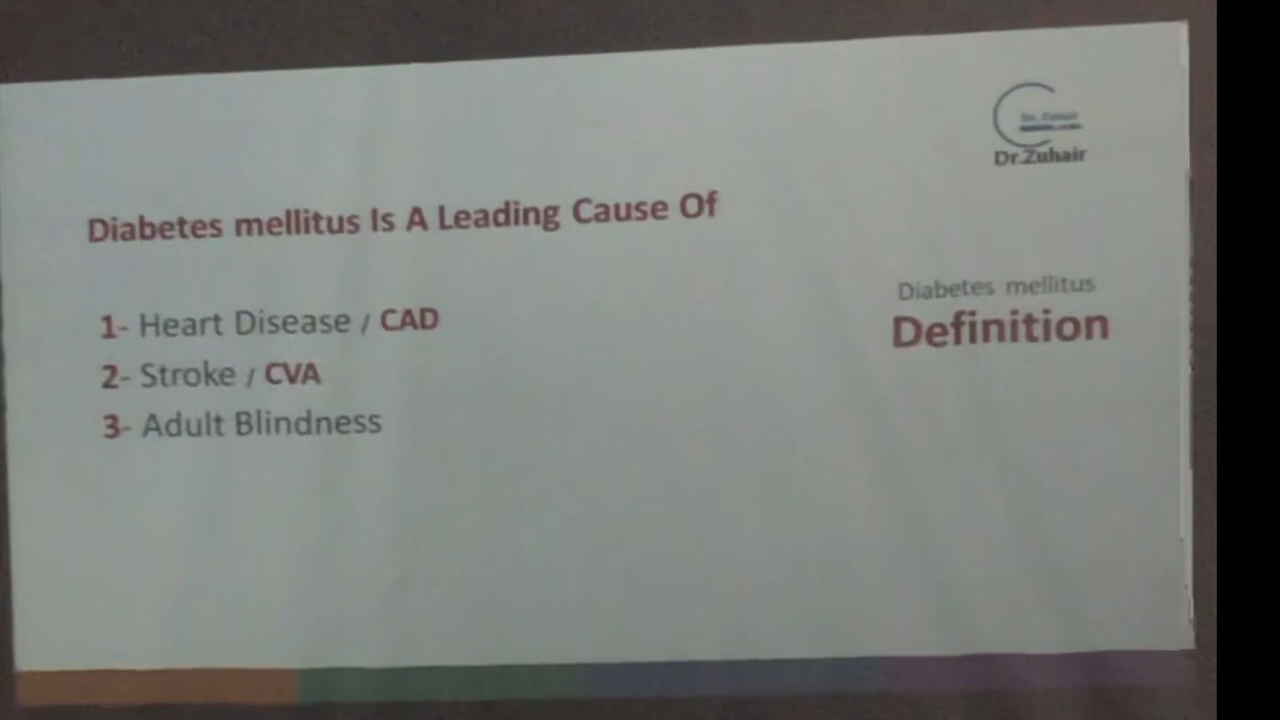 Dr.Zuhair
Diabetes mellitus Is A Leading Cause Of
1- Heart Disease / CAD
2- Stroke / CVA
3- Adult Blindness
Diabetes mellitus
Definition